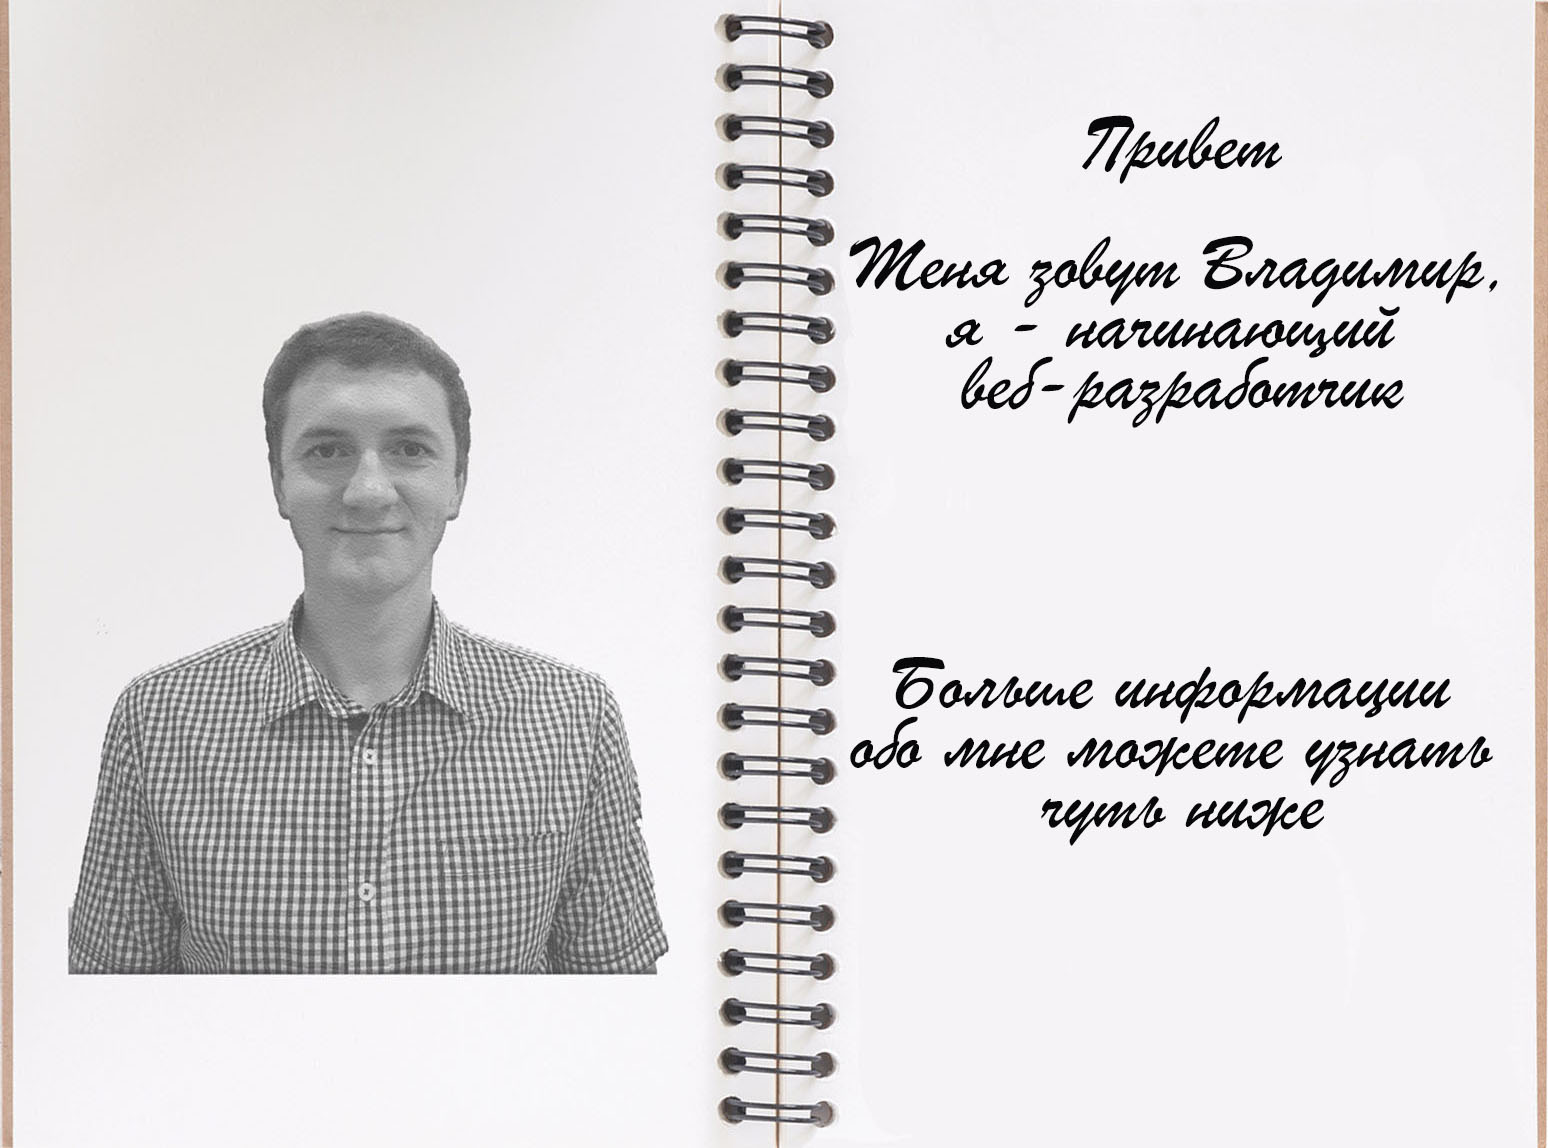 Привет
Меня зовут Владимир,
я - начинающий
веб-разработчик
Больше информации
обо мне можете узнать
чуть ниже